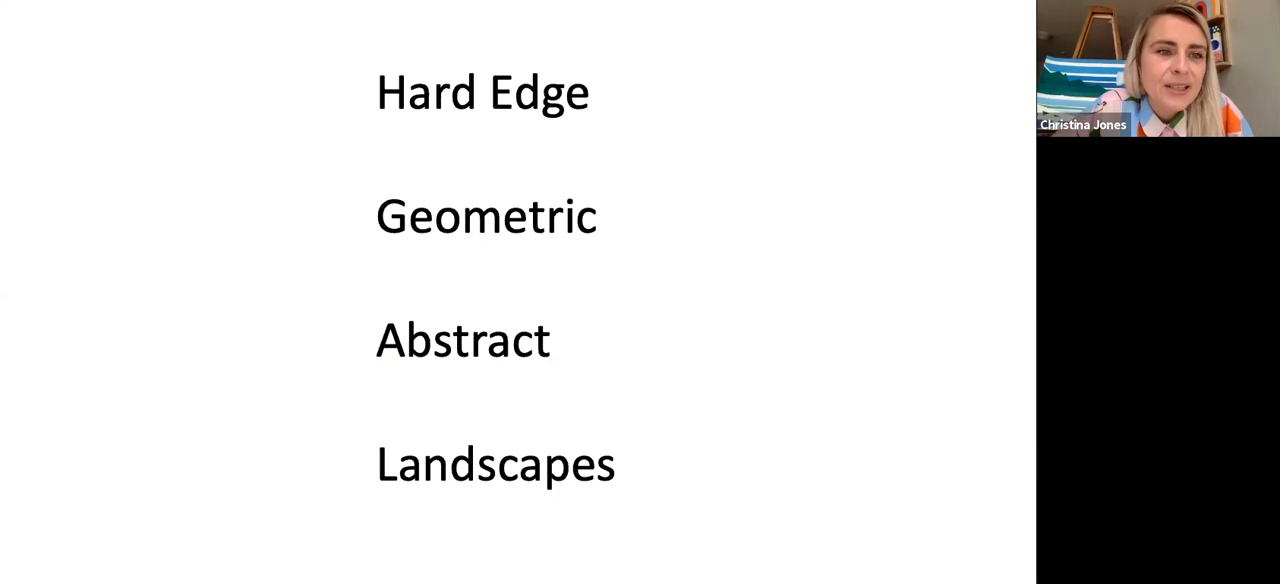 Hard Edge
Geometric
Abstract
Landscapes
Christina Jones